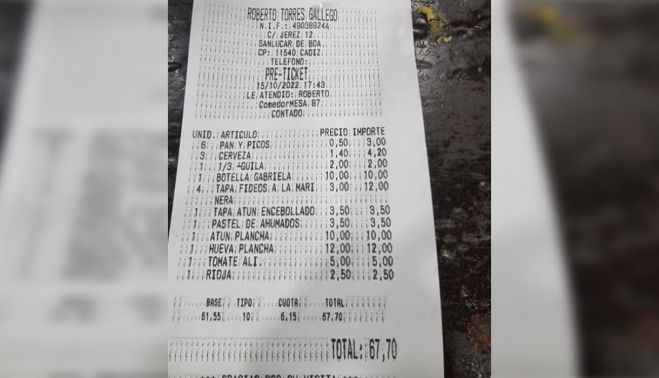 ROBERTO TORRES GALLEGO
N.I.F.: 49038924A
C/ JEREZ 12
SANLUCAR DE BDA.
CP: 11540 CADIZ
TELEFONO:
PRE-TICKET
15/10/2022 17:43
LE ATENDIO: ROBERTO
ComedorMESA 87
CONTADO
UNID. ARTICULO PRECIO IMPORTE
6 PAN Y PICOS 0,50 3,00
3 CERVEZA 1,40 4,20
1 1/3 AGUILA 2,00 2,00
1 BOTELLA GABRIELA 10,00 10,00
4 TAPA FIDEOS A LA MARI 3,00 12,00
NERA
1 TAPA ATUN ENCEBOLLADO 3,50 3,50
1 PASTEL DE AHUMADOS 3,50 3,50
1 ATUN PLANCHA 10,00 10,00
1 HUEVA PLANCHA 12,00 12,00
1 TOMATE ALI. 5,00 5,00
1 RIOJA 2,50 2,50
BASE TIPO CUOTA TOTAL
61,55 10 6,15 67,70
TOTAL: 67,70
*** GRACIAS POR SU VISITA ***